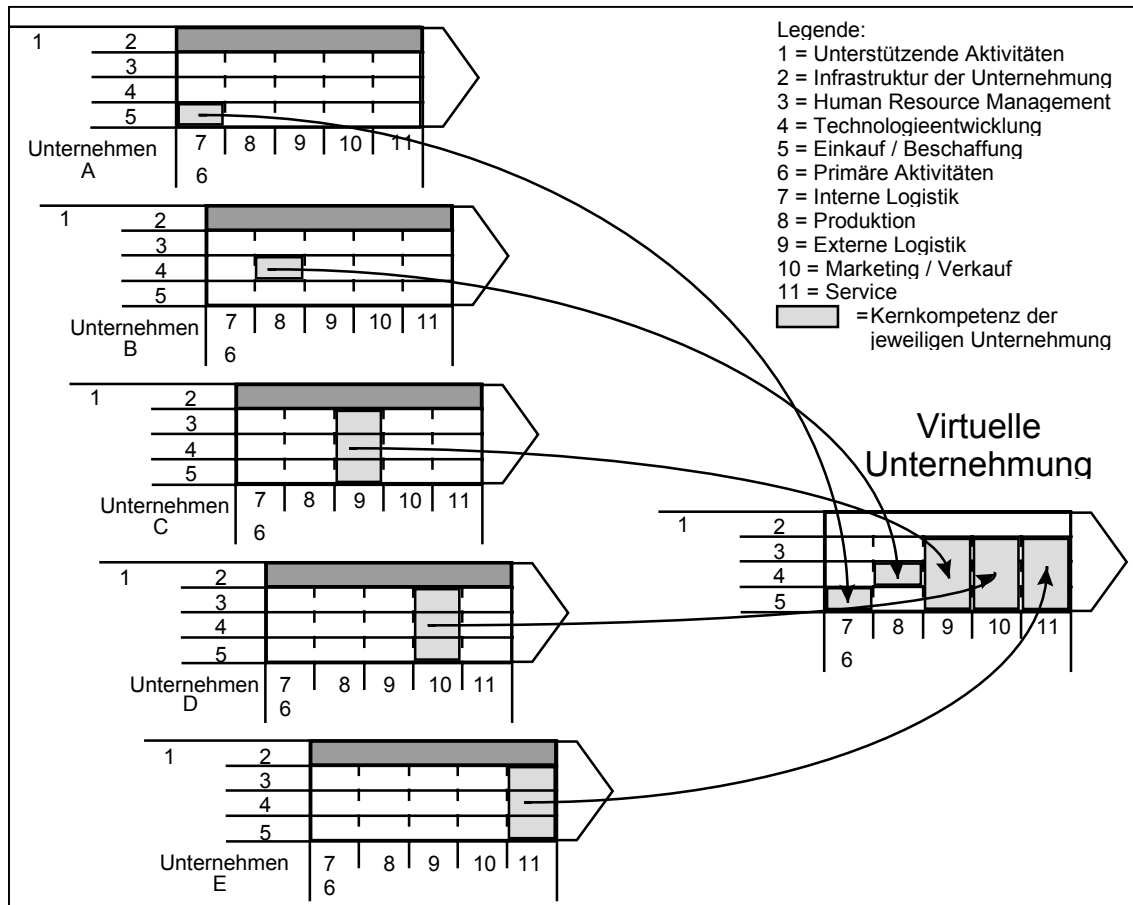 1 2
3
4
5
Unternehmen
A
7 8 9 10 11
6
Legende:
1 = Unterstützende Aktivitäten
2 = Infrastruktur der Unternehmung
3 = Human Resource Management
4 = Technologieentwicklung
5 = Einkauf / Beschaffung
6 = Primäre Aktivitäten
7 = Interne Logistik
8 = Produktion
9 = Externe Logistik
10 = Marketing / Verkauf
11 = Service
=Kernkompetenz der
jeweiligen Unternehmung
1 2
3
4
5
Unternehmen
B
7 8 9 10 11
6
1 2
3
4
5
Unternehmen
C
7 8 9 10 11
6
1 2
3
4
5
Unternehmen
D
7 8 9 10 11
6
1 2
3
4
5
Unternehmen
E
7 8 9 10 11
6
Virtuelle
Unternehmung
1 2
3
4
5
7 8 9 10 11
6